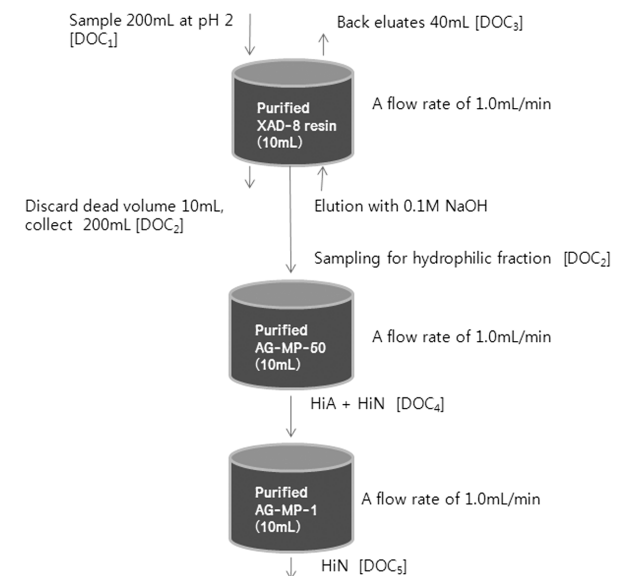 Sample 200mL at pH 2
[DOC₁]
Back eluates 40mL [DOC₃]
Purified
XAD-8 resin
(10mL)
A flow rate of 1.0mL/min
Discard dead volume 10mL,
collect 200mL [DOC₂]
Elution with 0.1M NaOH
Sampling for hydrophilic fraction [DOC₂]
Purified
AG-MP-50
(10mL)
A flow rate of 1.0mL/min
HiA + HiN [DOC₄]
Purified
AG-MP-1
(10mL)
A flow rate of 1.0mL/min
HiN [DOC₅]